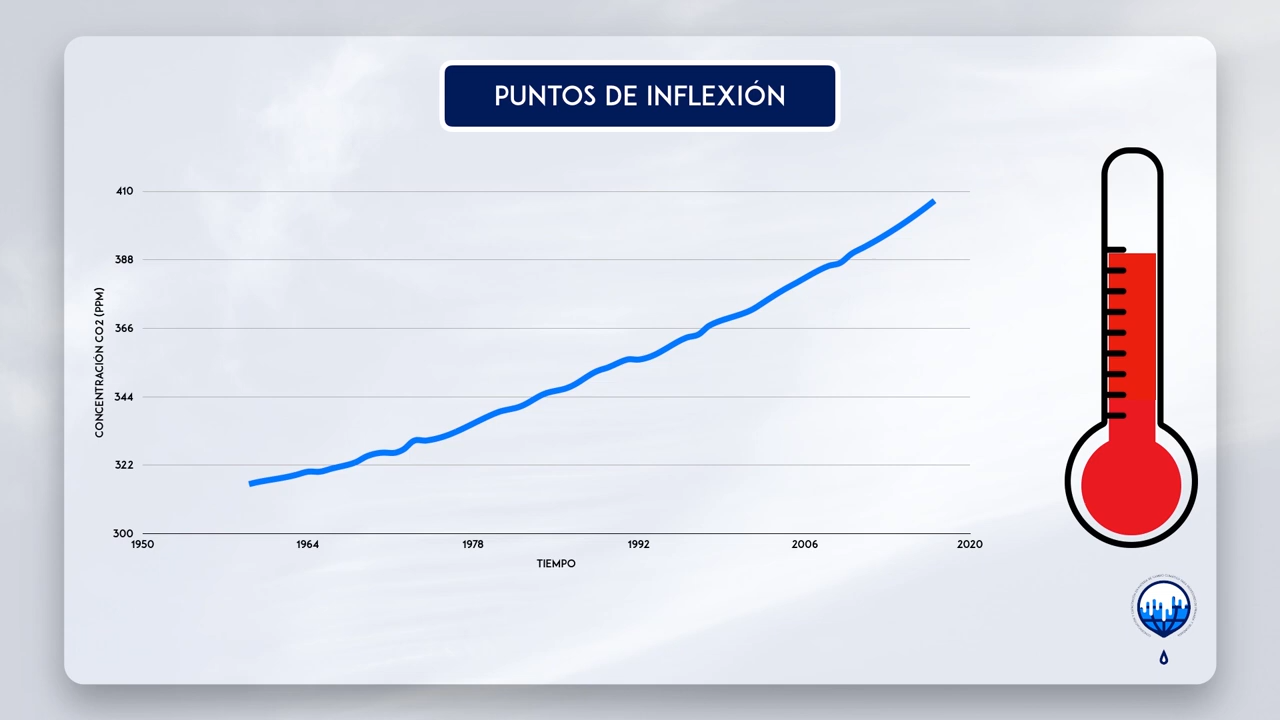 PUNTOS DE INFLEXIÓN
410
388
366
344
322
300
CONCENTRACIÓN CO2 (PPM)
1950 1964 1978 1992 2006 2020
TIEMPO